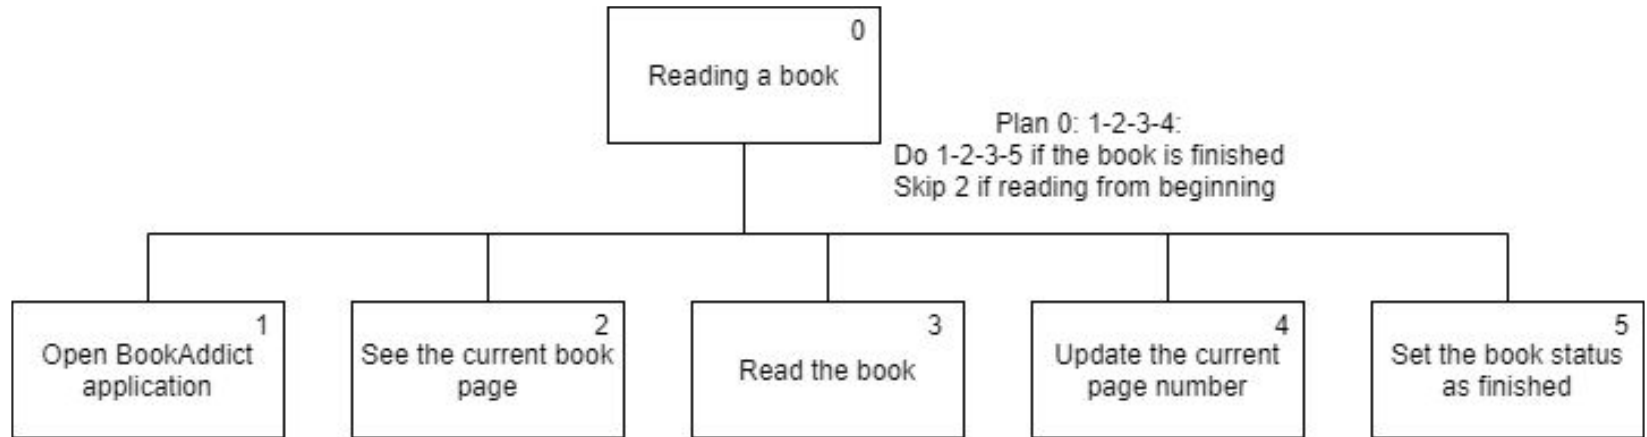 0
Reading a book
Plan 0: 1-2-3-4:
Do 1-2-3-5 if the book is finished
Skip 2 if reading from beginning
1
Open BookAddict
application
2
See the current book
page
3
Read the book
4
Update the current
page number
5
Set the book status
as finished